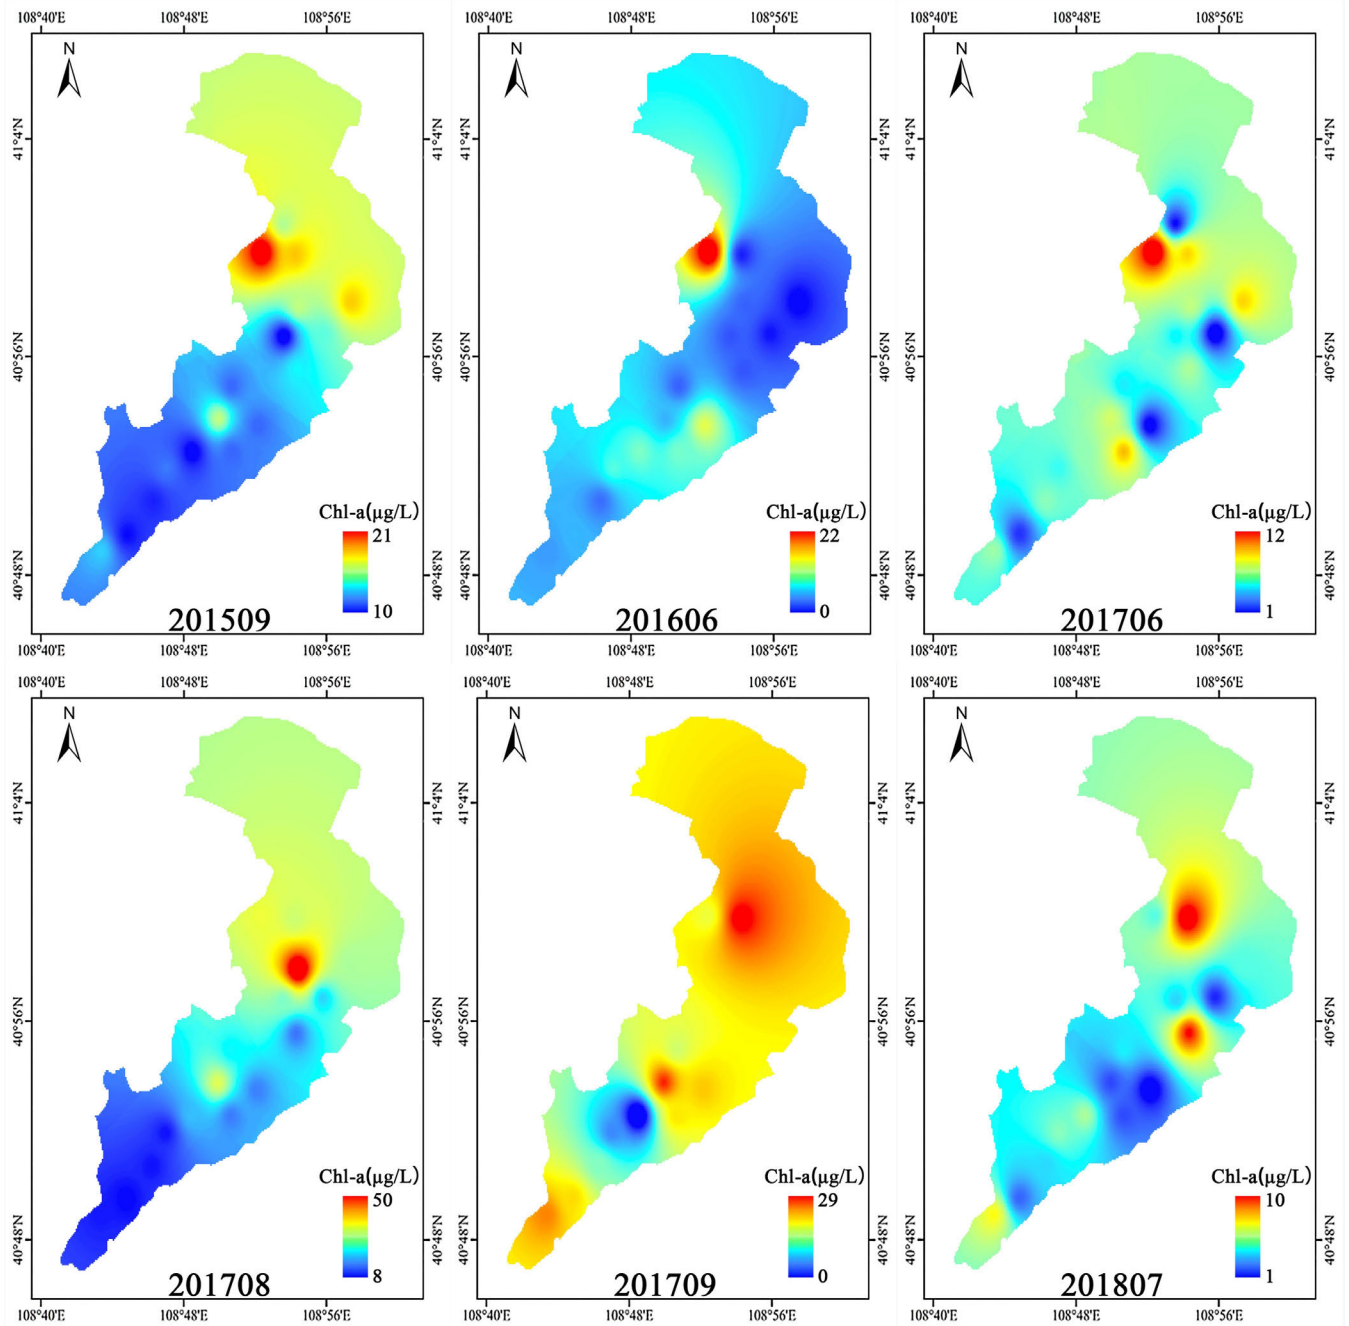 108°40'E 108°48'E 108°56'E 108°40'E 108°48'E 108°56'E 108°40'E 108°48'E 108°56'E
N N N
41°4'N 41°4'N 41°4'N 41°4'N
40°56'N 40°56'N 40°56'N 40°56'N
Chl-a(μg/L) Chl-a(μg/L) Chl-a(μg/L)
21 22 12
40°48'N 40°48'N 40°48'N 40°48'N
10 0 1
201509 201606 201706
108°40'E 108°48'E 108°56'E 108°40'E 108°48'E 108°56'E 108°40'E 108°48'E 108°56'E
108°40'E 108°48'E 108°56'E 108°40'E 108°48'E 108°56'E 108°40'E 108°48'E 108°56'E
N N N
41°4'N 41°4'N 41°4'N 41°4'N
40°56'N 40°56'N 40°56'N 40°56'N
Chl-a(μg/L) Chl-a(μg/L) Chl-a(μg/L)
50 29 10
40°48'N 40°48'N 40°48'N 40°48'N
8 0 1
201708 201709 201807
108°40'E 108°48'E 108°56'E 108°40'E 108°48'E 108°56'E 108°40'E 108°48'E 108°56'E